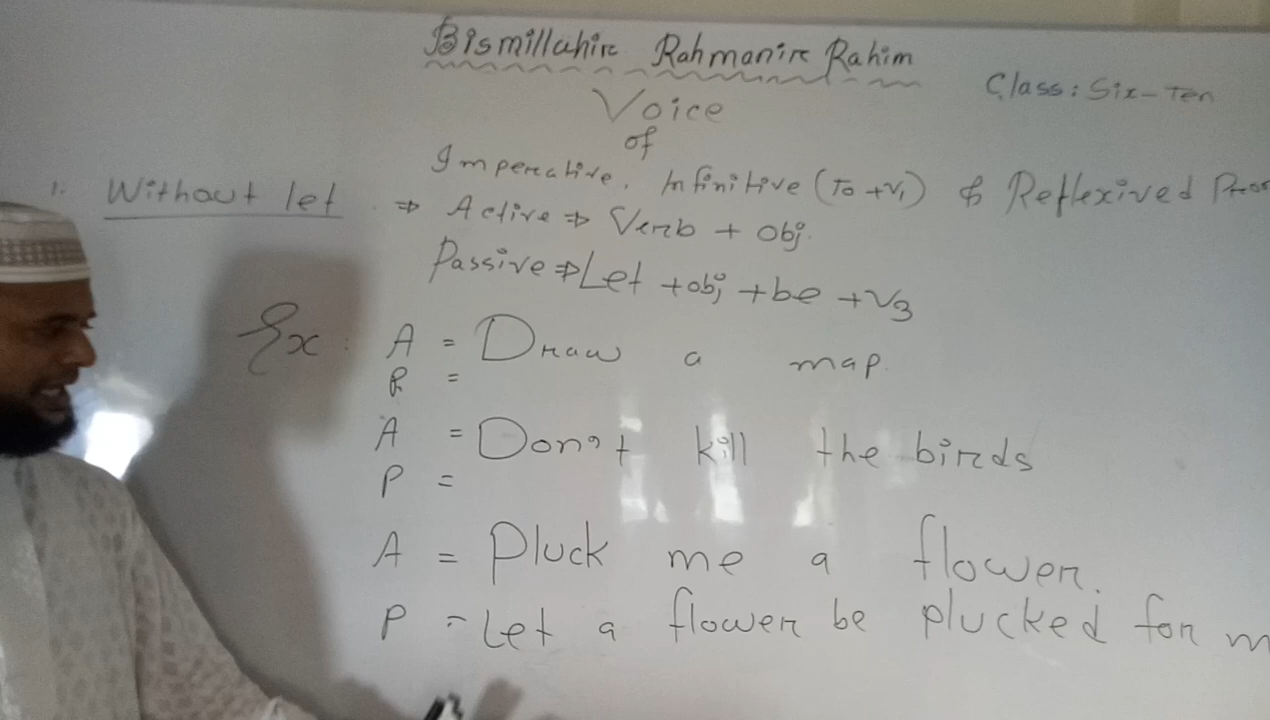 Bismillahir Rahmanir Rahim
Class: Six-Ten
Voice
of
Imperative, Infinitive (To +V1) & Reflexived
1. Without let ⇒ Active ⇒ Verb + obj.
Passive ⇒ Let + obj + be + V3
Ex: A = Draw a map.
P =
A = Don't kill the birds
P =
A = Pluck me a flower.
P = Let a flower be plucked for